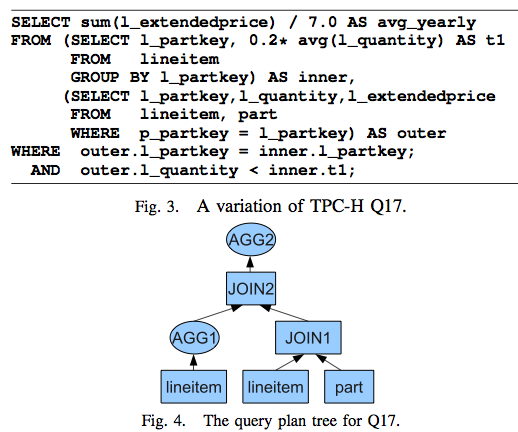 SELECT sum(l_extendedprice) / 7.0 AS avg_yearly
FROM (SELECT l_partkey, 0.2* avg(l_quantity) AS t1
FROM lineitem
GROUP BY l_partkey) AS inner,
(SELECT l_partkey,l_quantity,l_extendedprice
FROM lineitem, part
WHERE p_partkey = l_partkey) AS outer
WHERE outer.l_partkey = inner.l_partkey;
AND outer.l_quantity < inner.t1;
Fig. 3. A variation of TPC-H Q17.
AGG2
JOIN2
AGG1 JOIN1
lineitem lineitem part
Fig. 4. The query plan tree for Q17.